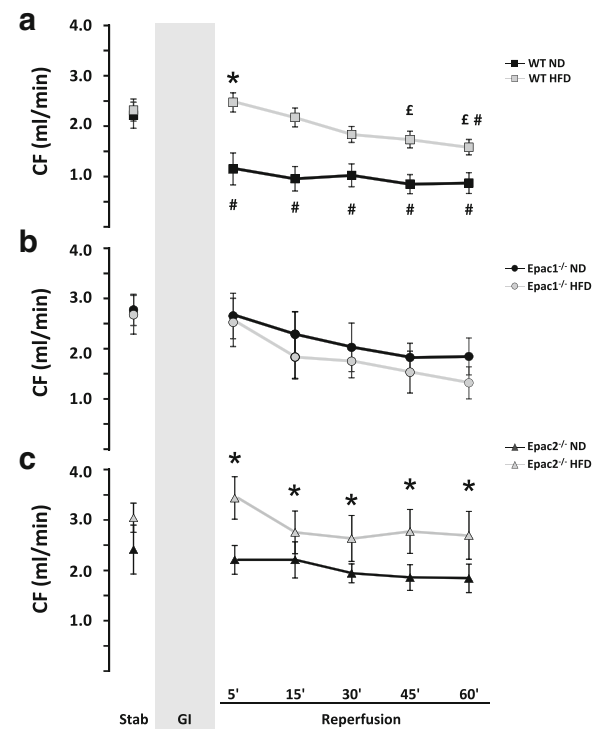 a
4.0
3.0
2.0
1.0
CF (ml/min)
*
£
£ #
# # # # #
WT ND
WT HFD
b
4.0
3.0
2.0
1.0
CF (ml/min)
Epac1-/- ND
Epac1-/- HFD
c
4.0
3.0
2.0
1.0
CF (ml/min)
* * * * *
Epac2-/- ND
Epac2-/- HFD
5' 15' 30' 45' 60'
Stab GI Reperfusion